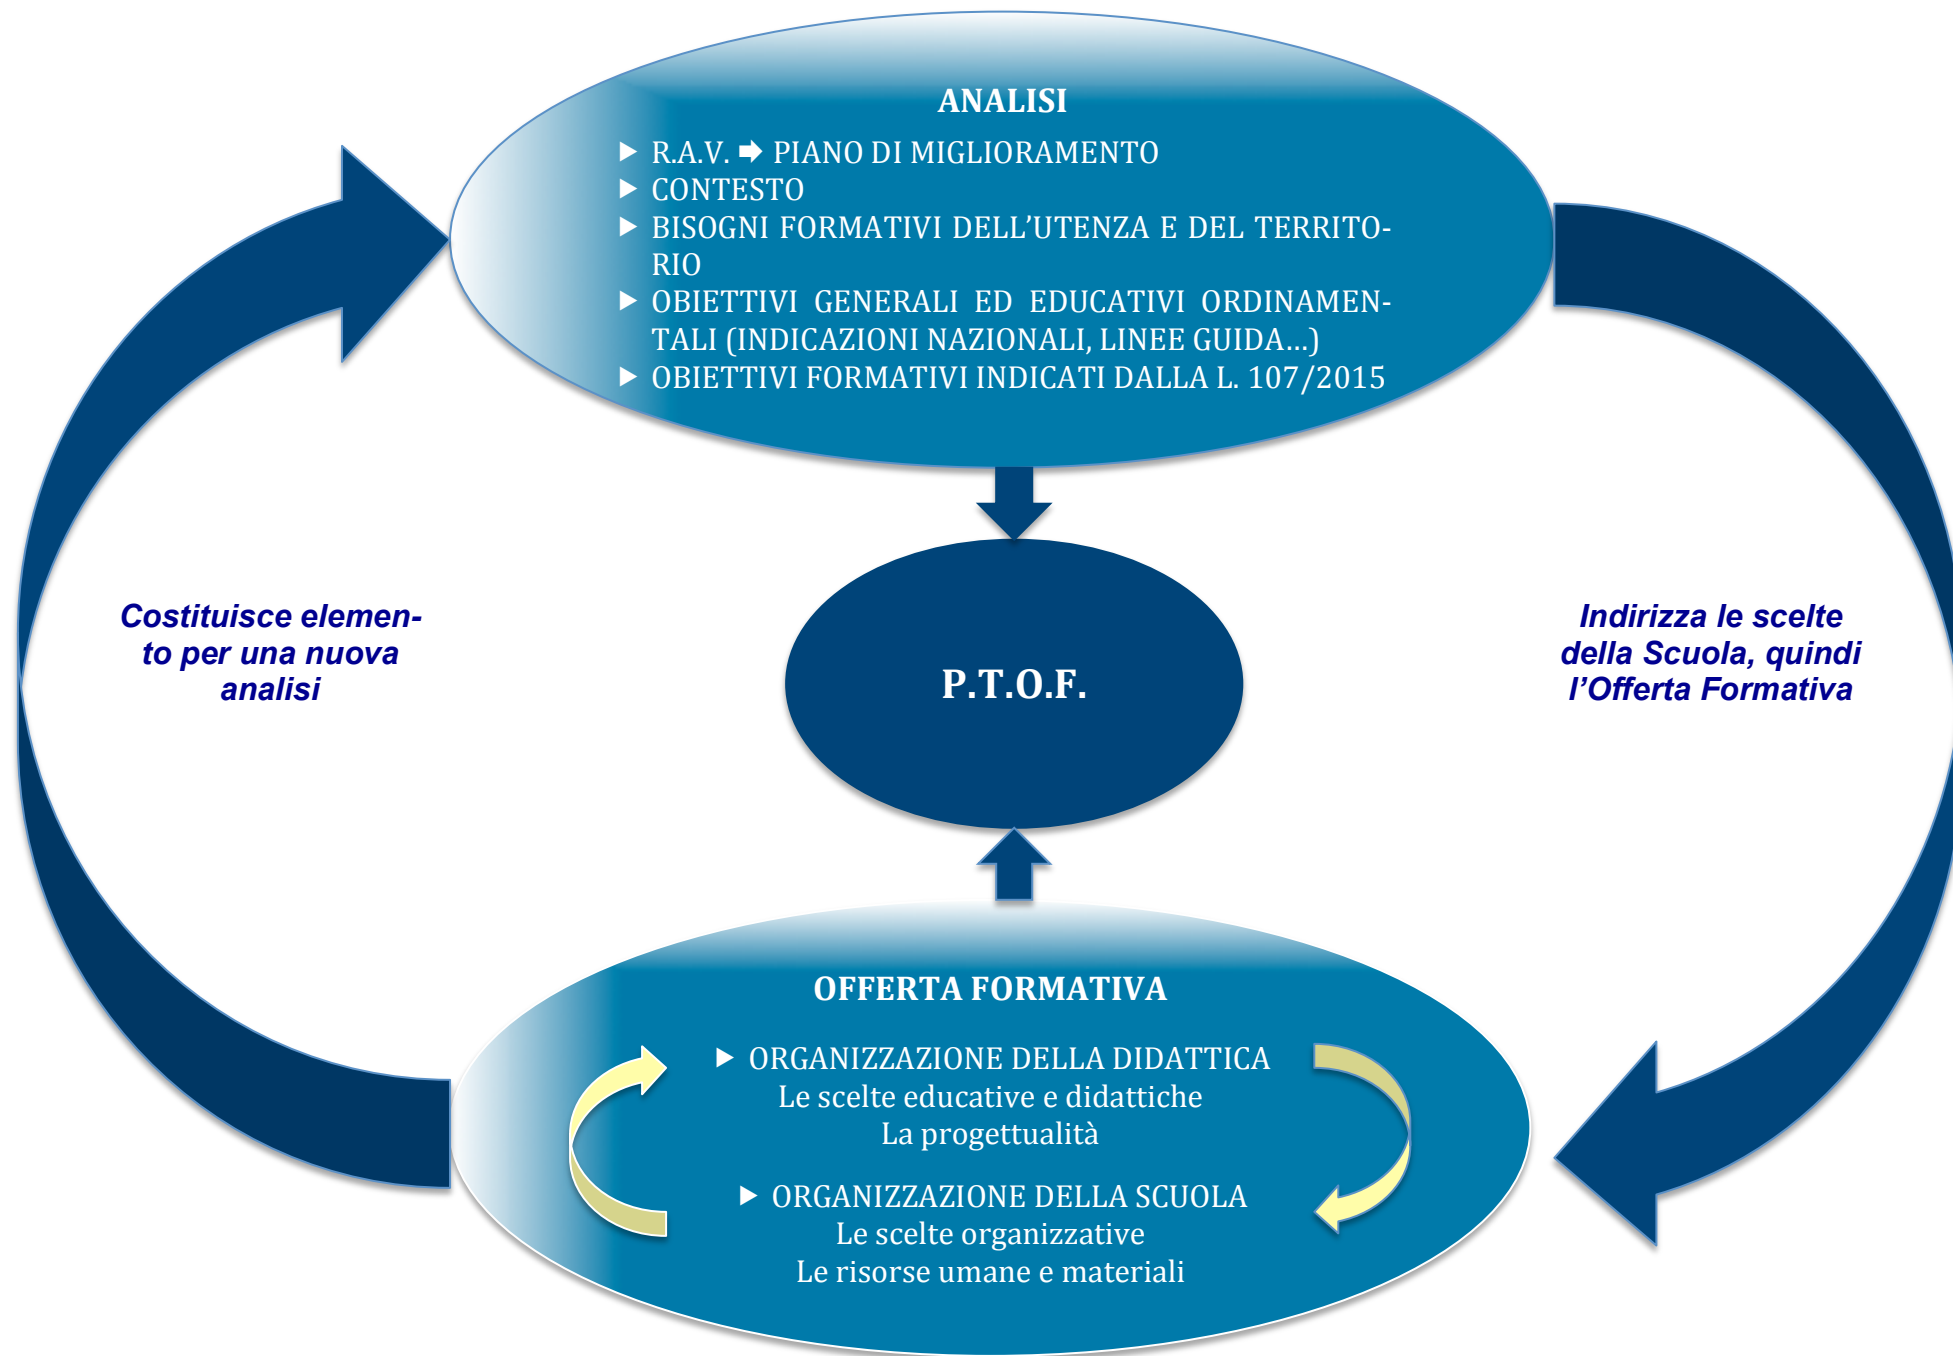 ANALISI
▶ R.A.V. ➡ PIANO DI MIGLIORAMENTO
▶ CONTESTO
▶ BISOGNI FORMATIVI DELL’UTENZA E DEL TERRITO-
RIO
▶ OBIETTIVI GENERALI ED EDUCATIVI ORDINAMEN-
TALI (INDICAZIONI NAZIONALI, LINEE GUIDA…)
▶ OBIETTIVI FORMATIVI INDICATI DALLA L. 107/2015
Costituisce elemen-
to per una nuova
analisi
P.T.O.F.
Indirizza le scelte
della Scuola, quindi
l’Offerta Formativa
OFFERTA FORMATIVA
▶ ORGANIZZAZIONE DELLA DIDATTICA
Le scelte educative e didattiche
La progettualità
▶ ORGANIZZAZIONE DELLA SCUOLA
Le scelte organizzative
Le risorse umane e materiali